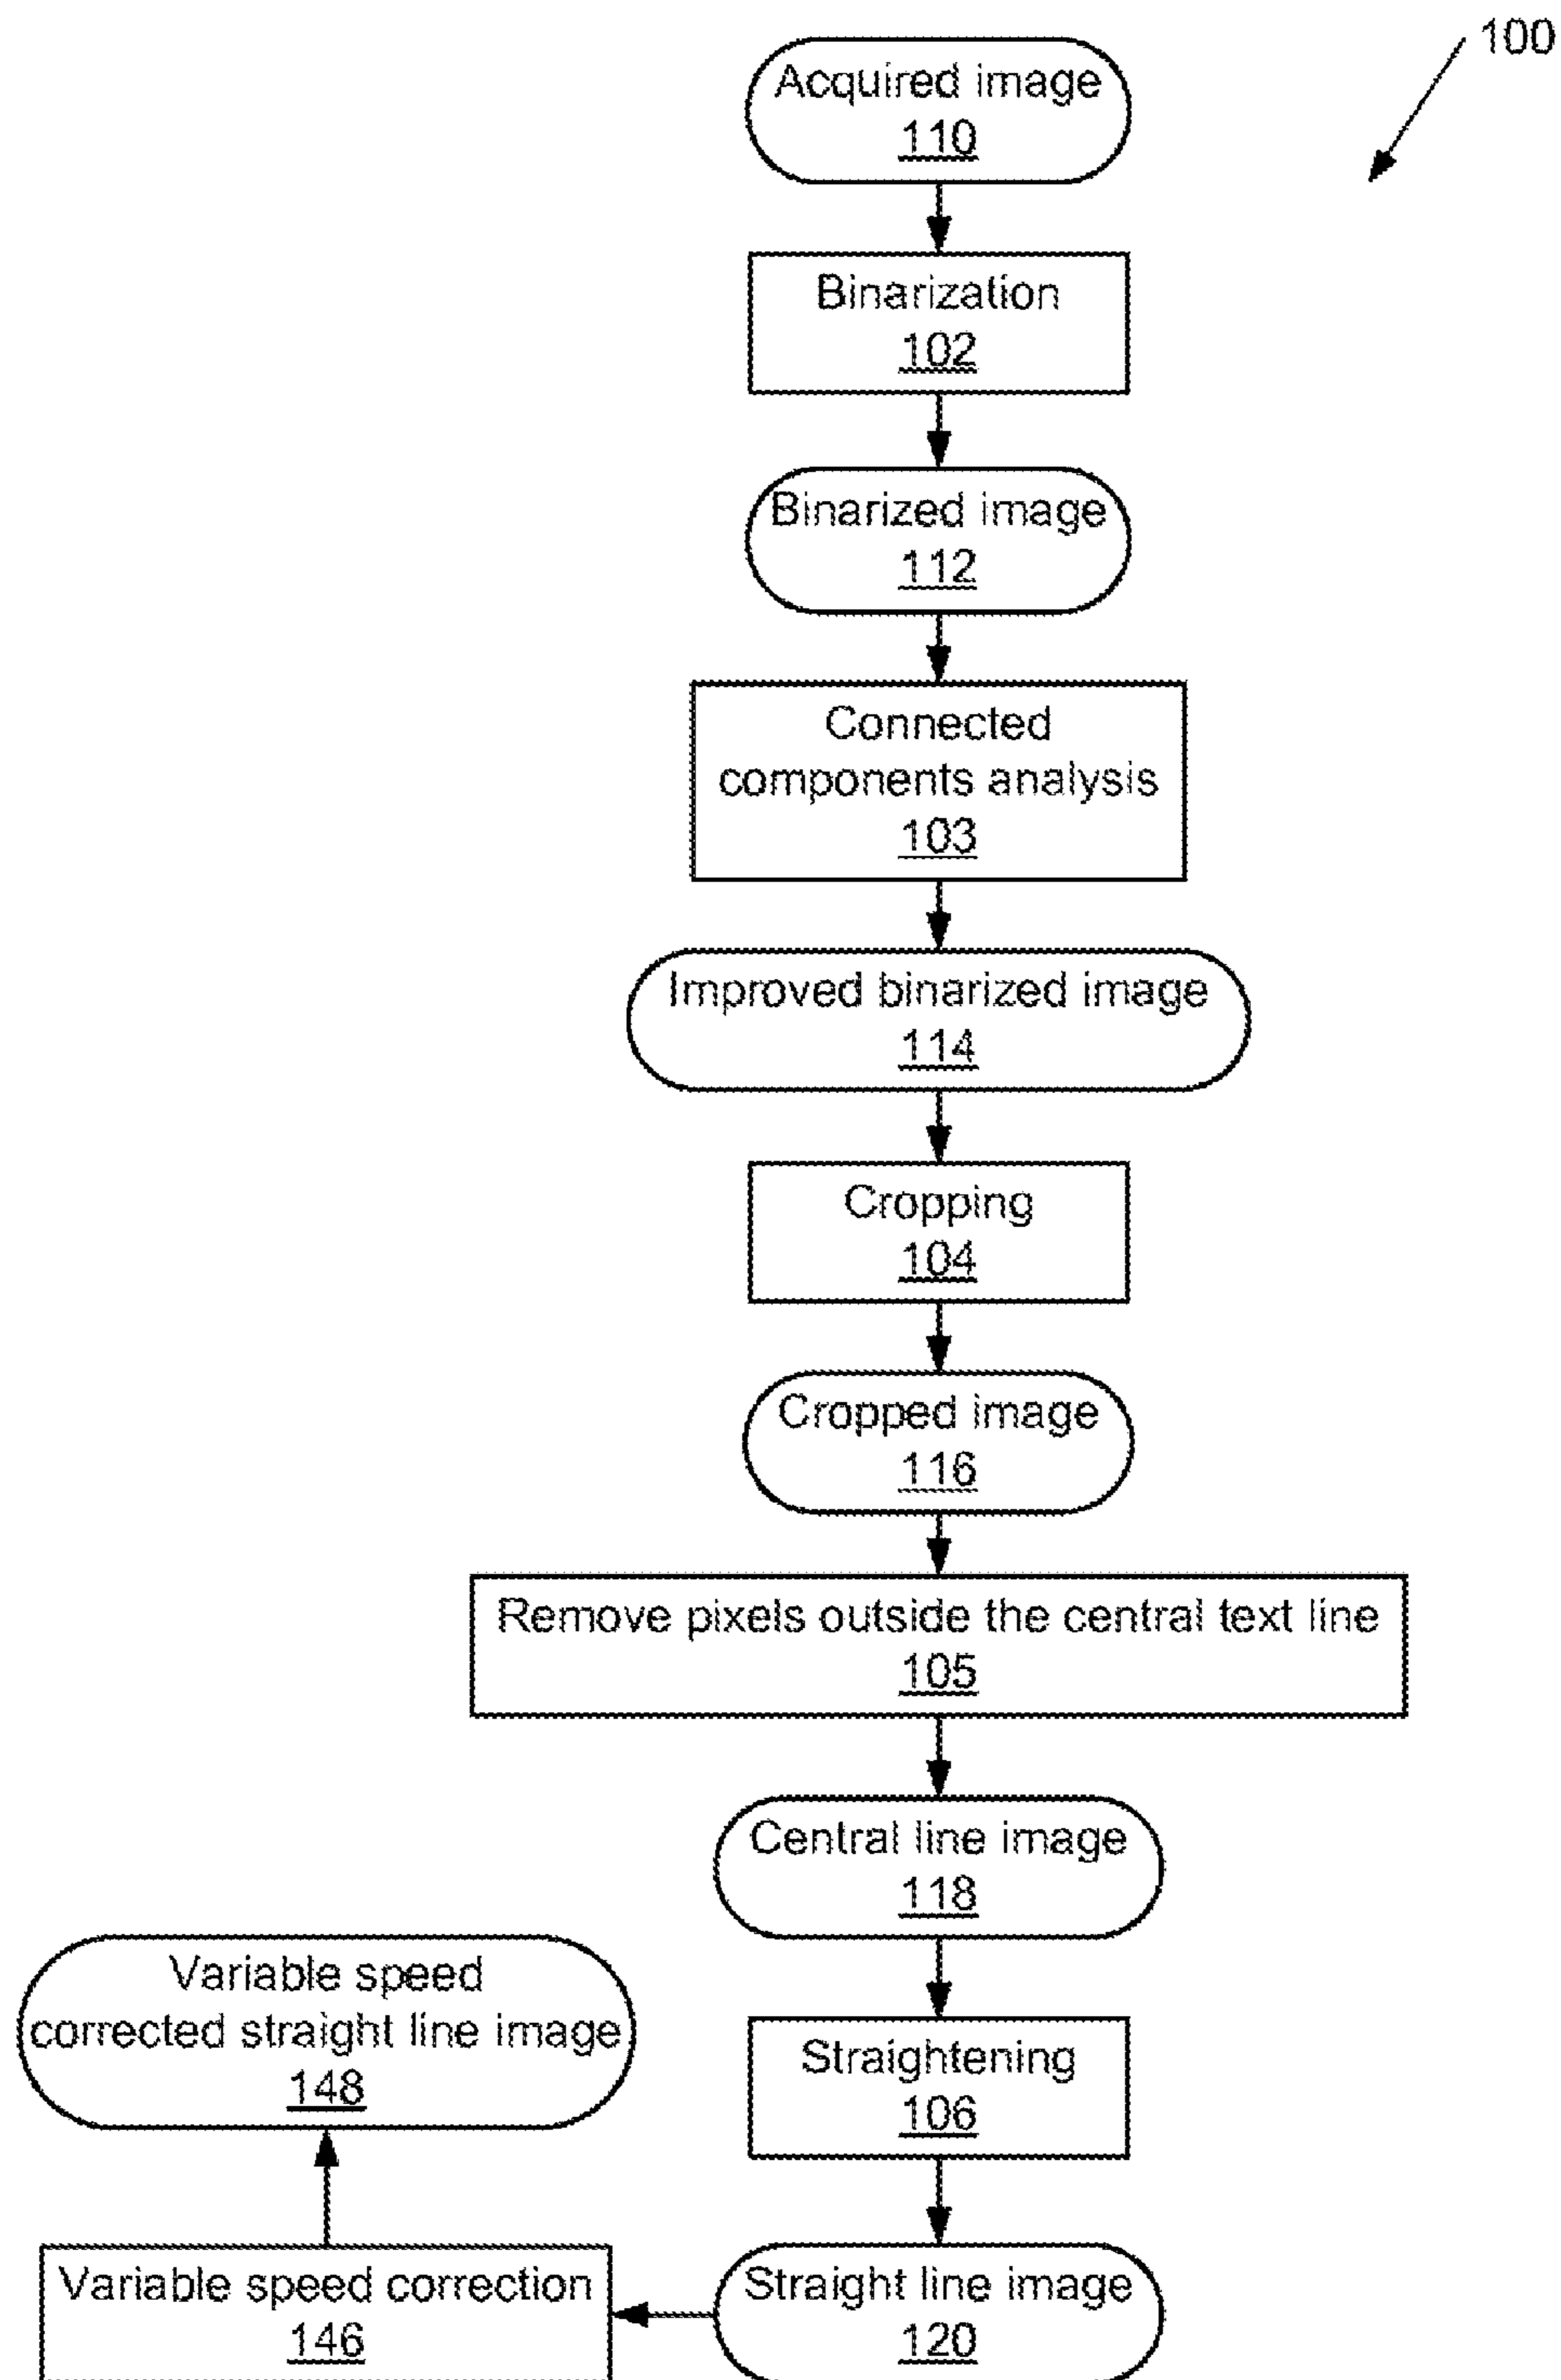 100
Acquired image
110
Binarization
102
Binarized image
112
Connected
components analysis
103
Improved binarized image
114
Cropping
104
Cropped image
116
Remove pixels outside the central text line
105
Central line image
118
Straightening
106
Straight line image
120
Variable speed correction
146
Variable speed
corrected straight line image
148